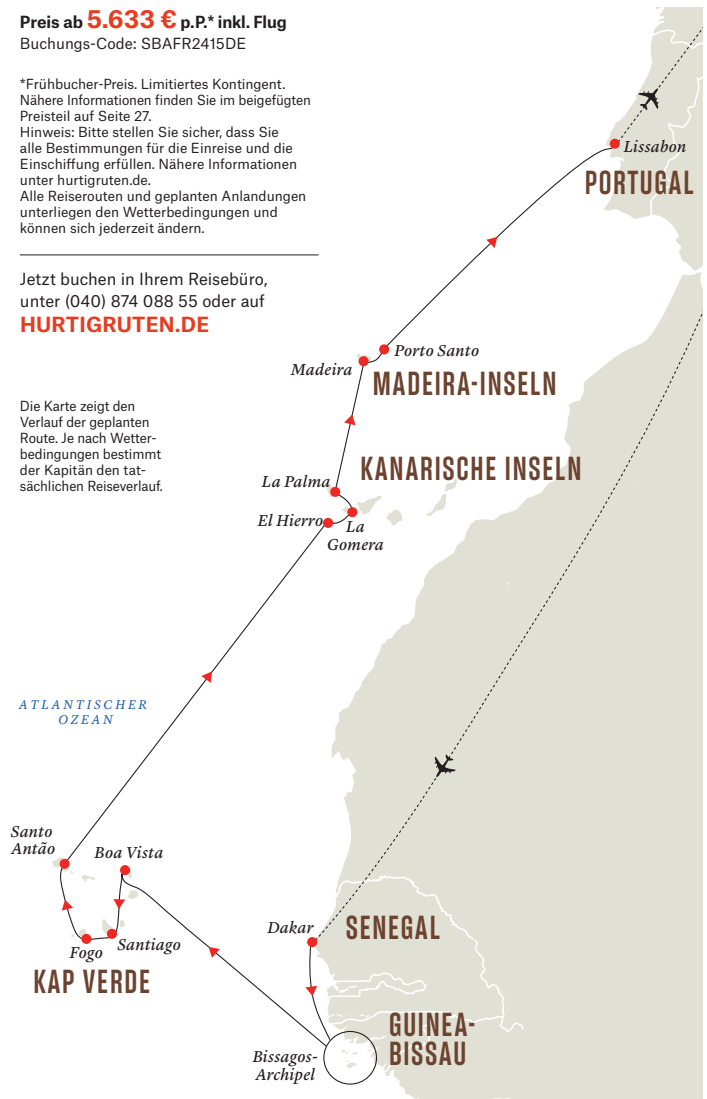 Preis ab 5.633 € p.P.* inkl. Flug
Buchungs-Code: SBAFR2415DE
*Frühbucher-Preis. Limitiertes Kontingent.
Nähere Informationen finden Sie im beigefügten
Preisteil auf Seite 27.
Hinweis: Bitte stellen Sie sicher, dass Sie
alle Bestimmungen für die Einreise und die
Einschiffung erfüllen. Nähere Informationen
unter hurtigruten.de.
Alle Reiserouten und geplanten Anlandungen
unterliegen den Wetterbedingungen und
können sich jederzeit ändern.
Jetzt buchen in Ihrem Reisebüro,
unter (040) 874 088 55 oder auf
HURTIGRUTEN.DE
Die Karte zeigt den
Verlauf der geplanten
Route. Je nach Wetter-
bedingungen bestimmt
der Kapitän den tat-
sächlichen Reiseverlauf.
Lissabon
PORTUGAL
Porto Santo
Madeira
MADEIRA-INSELN
KANARISCHE INSELN
La Palma
El Hierro
La
Gomera
ATLANTISCHER
OZEAN
Santo
Antão
Boa Vista
Santiago
Fogo
KAP VERDE
Dakar
SENEGAL
GUINEA-
BISSAU
Bissagos-
Archipel